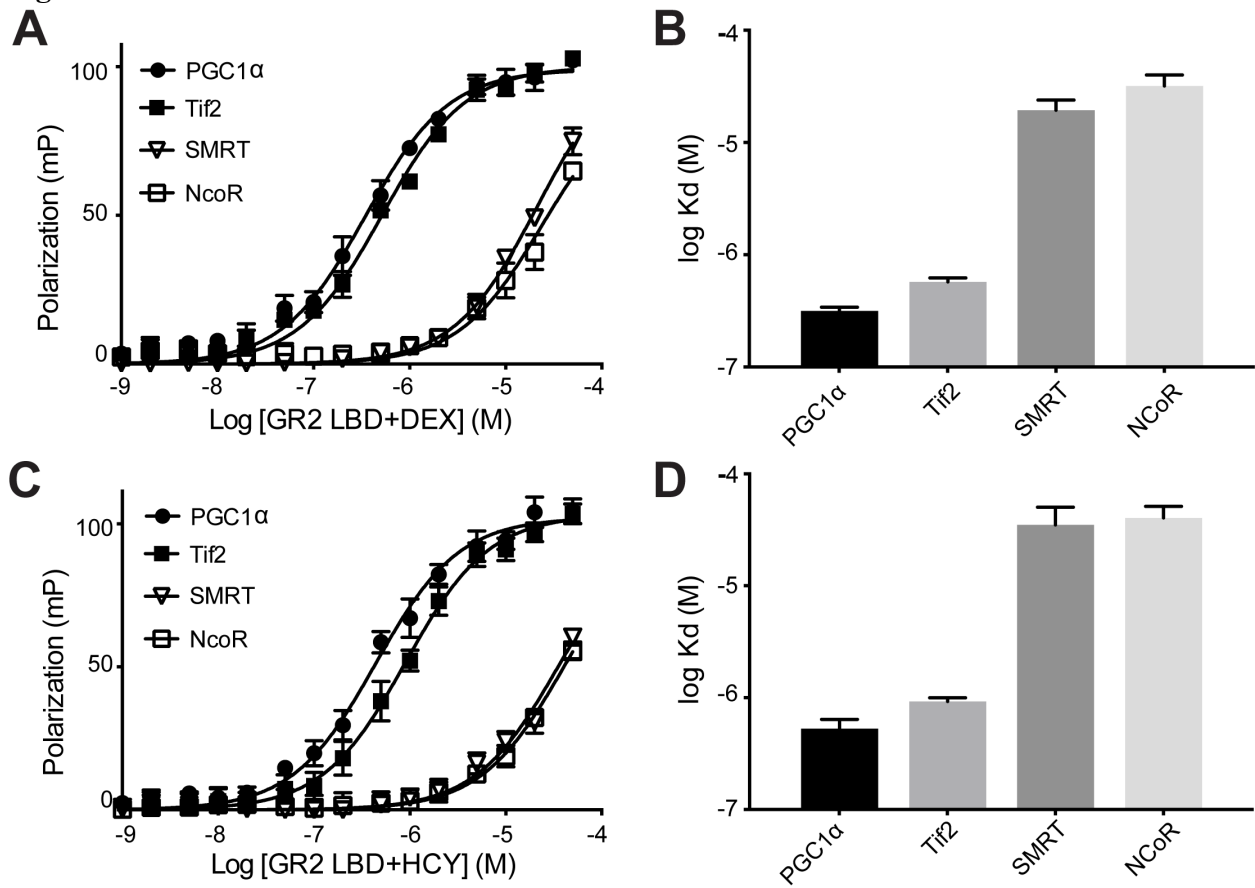 A
100
50
0
Polarization (mP)
PGC1α
Tif2
SMRT
NcoR
-9 -8 -7 -6 -5 -4
Log [GR2 LBD+DEX] (M)
B
-4
-5
-6
-7
log Kd (M)
PGC1α Tif2 SMRT NCoR
C
100
50
0
Polarization (mP)
PGC1α
Tif2
SMRT
NcoR
-9 -8 -7 -6 -5 -4
Log [GR2 LBD+HCY] (M)
D
-4
-5
-6
-7
log Kd (M)
PGC1α Tif2 SMRT NCoR